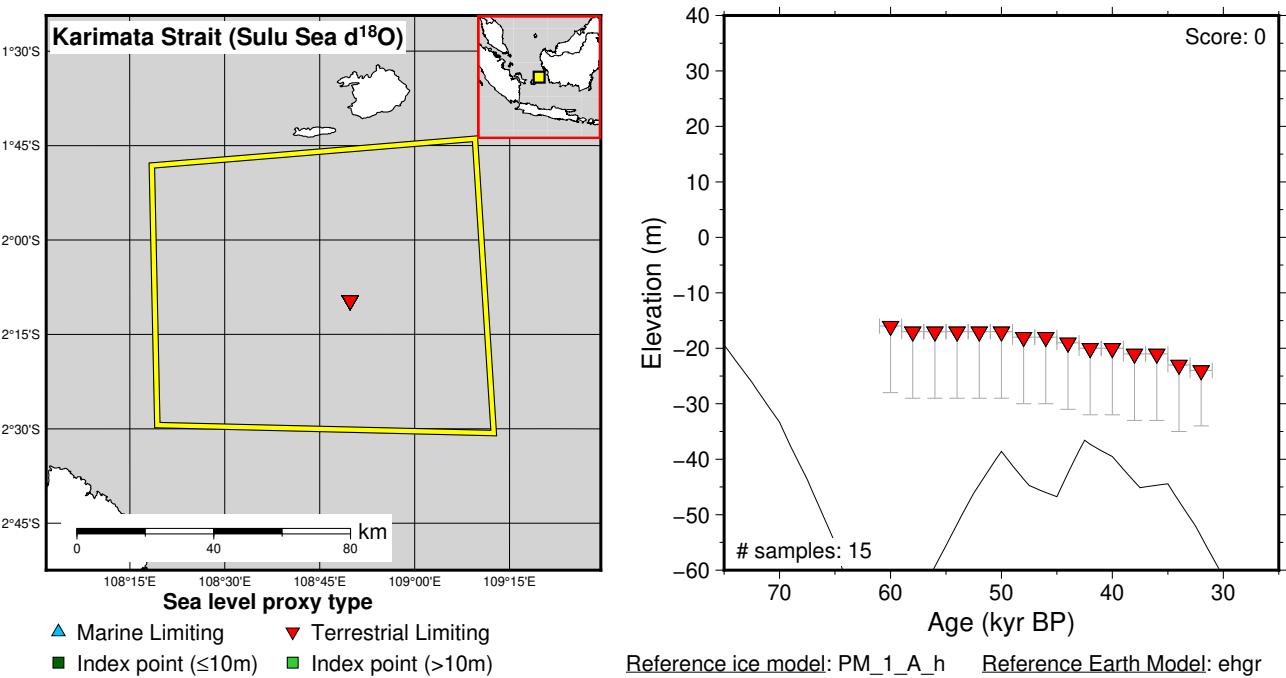 Karimata Strait (Sulu Sea d18O)
1°30'S
1°45'S
2°00'S
2°15'S
2°30'S
2°45'S
km
0 40 80
108°15'E 108°30'E 108°45'E 109°00'E 109°15'E
Sea level proxy type
Marine Limiting Terrestrial Limiting
Index point (≤10m) Index point (>10m)
Score: 0
40
30
20
10
0
−10
−20
−30
−40
−50
−60
Elevation (m)
# samples: 15
70 60 50 40 30
Age (kyr BP)
Reference ice model: PM_1_A_h Reference Earth Model: ehgr